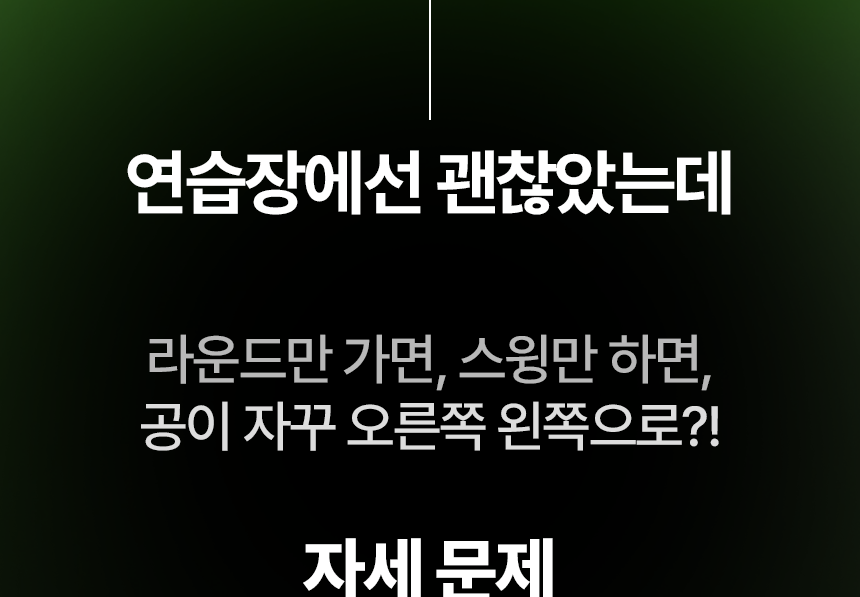 연습장에선 괜찮았는데
라운드만 가면, 스윙만 하면,
공이 자꾸 오른쪽 왼쪽으로?!
자세 문제